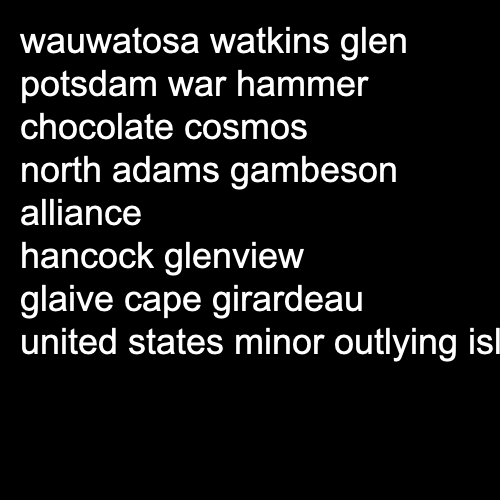 wauwatosa watkins glen
potsdam war hammer
chocolate cosmos
north adams gambeson
alliance
hancock glenview
glaive cape girardeau
united states minor outlying isl